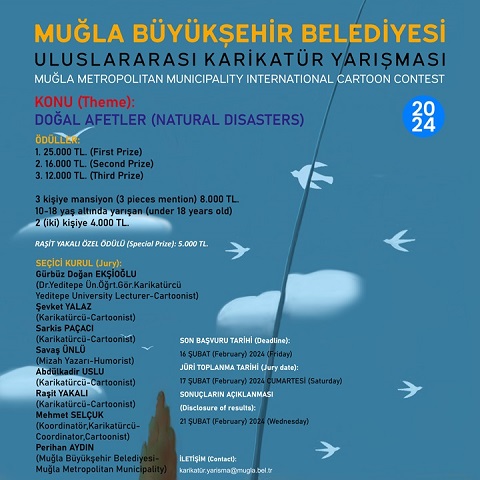 MUĞLA BÜYÜKŞEHİR BELEDİYESİ
ULUSLARARASI KARİKATÜR YARIŞMASI
MUĞLA METROPOLITAN MUNICIPALITY INTERNATIONAL CARTOON CONTEST
KONU (Theme):
DOĞAL AFETLER (NATURAL DISASTERS)
20
24
ÖDÜLLER:
1. 25.000 TL. (First Prize)
2. 16.000 TL. (Second Prize)
3. 12.000 TL. (Third Prize)
3 kişiye mansiyon (3 pieces mention) 8.000 TL.
10-18 yaş altında yarışan (under 18 years old)
2 (iki) kişiye 4.000 TL.
RAŞİT YAKALI ÖZEL ÖDÜLÜ (Special Prize): 5.000 TL.
SEÇİCİ KURUL (Jury):
Gürbüz Doğan EKŞİOĞLU
(Dr.Yeditepe Ün.Öğrt.Gör.Karikatürcü
Yeditepe University Lecturer-Cartoonist)
Şevket YALAZ
(Karikatürcü-Cartoonist)
Sarkis PAÇACI
(Karikatürcü-Cartoonist)
Savaş ÜNLÜ
(Mizah Yazarı-Humorist)
Abdülkadir USLU
(Karikatürcü-Cartoonist)
Raşit YAKALI
(Karikatürcü-Cartoonist)
Mehmet SELÇUK
(Koordinatör,Karikatürcü-
Coordinator,Cartoonist)
Perihan AYDIN
(Muğla Büyükşehir Belediyesi-
Muğla Metropolitan Municipality)
SON BAŞVURU TARİHİ (Deadline):
16 ŞUBAT (February) 2024 (Friday)
JÜRİ TOPLANMA TARİHİ (Jury date):
17 ŞUBAT (February) 2024 CUMARTESİ (Saturday)
SONUÇLARIN AÇIKLANMASI
(Disclosure of results):
21 ŞUBAT (February) 2024 (Wednesday)
İLETİŞİM (Contact):
karikatür.yarisma@mugla.bel.tr